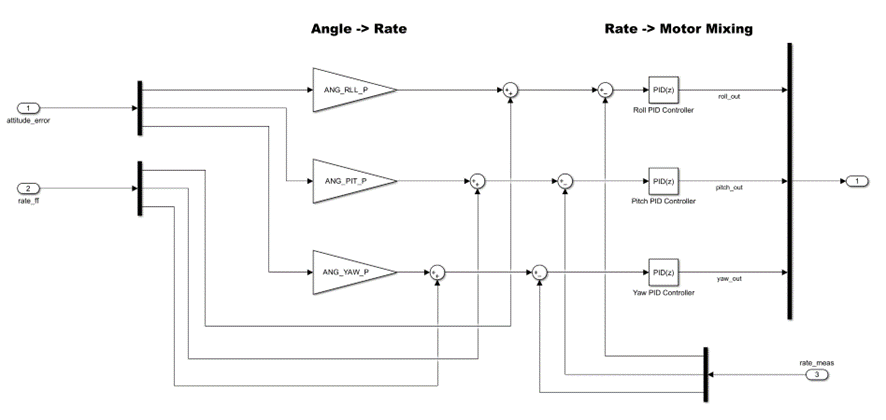 Angle -> Rate
Rate -> Motor Mixing
1
attitude_error
2
rate_ff
ANG_RLL_P
ANG_PIT_P
ANG_YAW_P
+
+
+
-
+
+
+
-
+
+
+
-
PID(z)
Roll PID Controller
roll_out
PID(z)
Pitch PID Controller
pitch_out
PID(z)
Yaw PID Controller
yaw_out
1
rate_meas
3